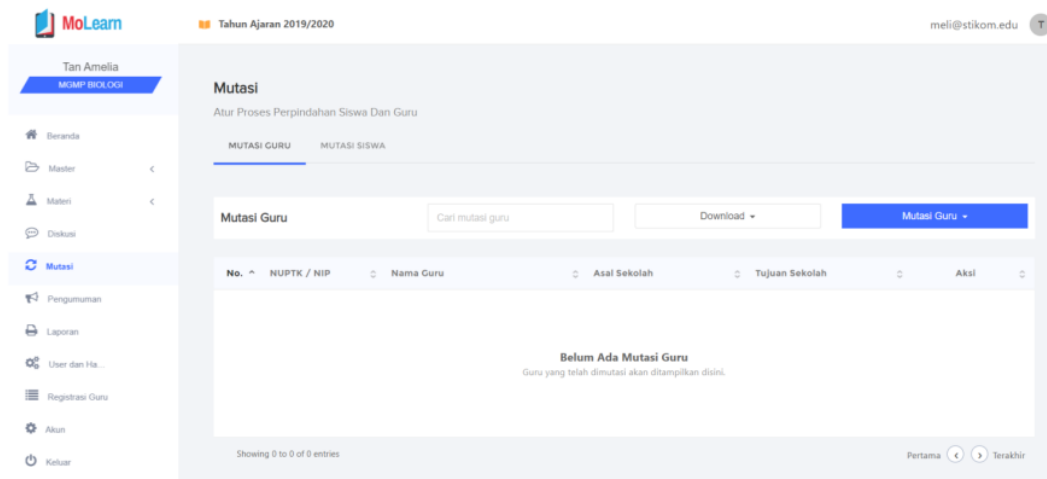 MoLearn
Tahun Ajaran 2019/2020
meli@stikom.edu
T
Tan Amelia
MGMP BIOLOGI
Beranda
Master
Materi
Diskusi
Mutasi
Pengumuman
Laporan
User dan Ha...
Registrasi Guru
Akun
Keluar
Mutasi
Atur Proses Perpindahan Siswa Dan Guru
MUTASI GURU MUTASI SISWA
Mutasi Guru Cari mutasi guru Download Mutasi Guru
No. NUPTK / NIP Nama Guru Asal Sekolah Tujuan Sekolah Aksi
Belum Ada Mutasi Guru
Guru yang telah dimutasi akan ditampilkan disini.
Showing 0 to 0 of 0 entries Pertama Terakhir